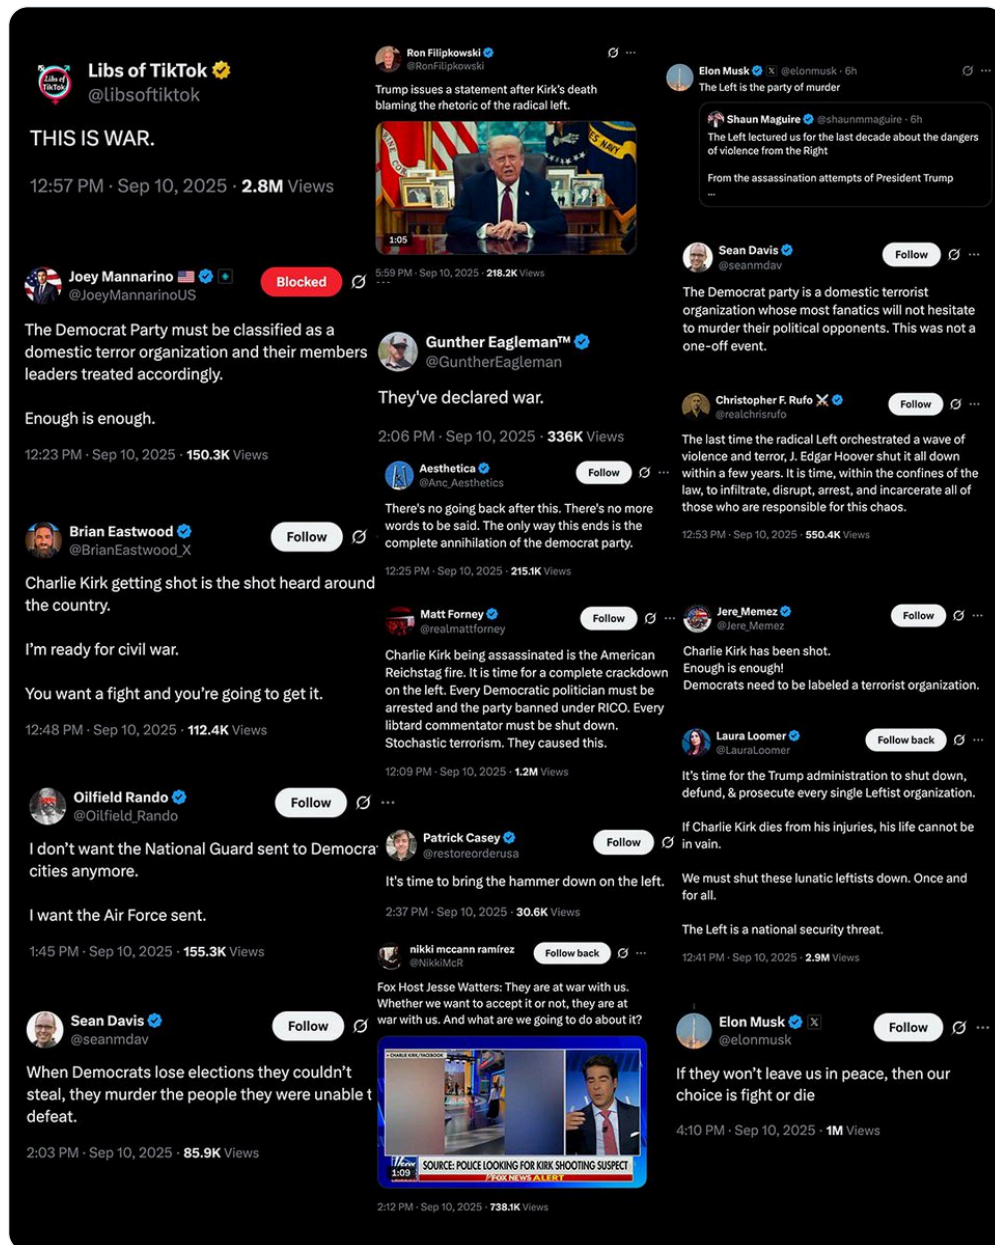 Libs of TikTok
@libsoftiktok
THIS IS WAR.
12:57 PM · Sep 10, 2025 · 2.8M Views
Joey Mannarino 🇺🇸
@JoeyMannarinoUS
Blocked
The Democrat Party must be classified as a
domestic terror organization and their members
leaders treated accordingly.
Enough is enough.
12:23 PM · Sep 10, 2025 · 150.3K Views
Brian Eastwood
@BrianEastwood_X
Follow
Charlie Kirk getting shot is the shot heard around
the country.
I'm ready for civil war.
You want a fight and you're going to get it.
12:48 PM · Sep 10, 2025 · 112.4K Views
Oilfield Rando
@Oilfield_Rando
Follow
I don't want the National Guard sent to Democra
cities anymore.
I want the Air Force sent.
1:45 PM · Sep 10, 2025 · 155.3K Views
Sean Davis
@seanmdav
Follow
When Democrats lose elections they couldn't
steal, they murder the people they were unable t
defeat.
2:03 PM · Sep 10, 2025 · 85.9K Views
Ron Filipkowski
@RonFilipkowski
Trump issues a statement after Kirk's death
blaming the rhetoric of the radical left.
1:05
5:59 PM · Sep 10, 2025 · 218.2K Views
Gunther Eagleman™
@GuntherEagleman
They've declared war.
2:06 PM · Sep 10, 2025 · 336K Views
Aesthetica
@Anc_Aesthetics
Follow
There's no going back after this. There's no more
words to be said. The only way this ends is the
complete annihilation of the democrat party.
12:25 PM · Sep 10, 2025 · 215.1K Views
Matt Forney
@realmattforney
Follow
Charlie Kirk being assassinated is the American
Reichstag fire. It is time for a complete crackdown
on the left. Every Democratic politician must be
arrested and the party banned under RICO. Every
libtard commentator must be shut down.
Stochastic terrorism. They caused this.
12:09 PM · Sep 10, 2025 · 1.2M Views
Patrick Casey
@restoreorderusa
Follow
It's time to bring the hammer down on the left.
2:37 PM · Sep 10, 2025 · 30.6K Views
nikki mccann ramírez
@NikkiMcR
Follow back
Fox Host Jesse Watters: They are at war with us.
Whether we want to accept it or not, they are at
war with us. And what are we going to do about it?
CHARLIE KIRK/FACEBOOK
SOURCE: POLICE LOOKING FOR KIRK SHOOTING SUSPECT
FOX NEWS ALERT
1:09
2:12 PM · Sep 10, 2025 · 738.1K Views
Elon Musk @elonmusk · 6h
The Left is the party of murder
Shaun Maguire @shaunmmaguire · 6h
The Left lectured us for the last decade about the dangers
of violence from the Right
From the assassination attempts of President Trump
...
Sean Davis
@seanmdav
Follow
The Democrat party is a domestic terrorist
organization whose most fanatics will not hesitate
to murder their political opponents. This was not a
one-off event.
Christopher F. Rufo ⚔️
@realchrisrufo
Follow
The last time the radical Left orchestrated a wave of
violence and terror, J. Edgar Hoover shut it all down
within a few years. It is time, within the confines of the
law, to infiltrate, disrupt, arrest, and incarcerate all of
those who are responsible for this chaos.
12:53 PM · Sep 10, 2025 · 550.4K Views
Jere_Memez
@Jere_Memez
Follow
Charlie Kirk has been shot.
Enough is enough!
Democrats need to be labeled a terrorist organization.
Laura Loomer
@LauraLoomer
Follow back
It's time for the Trump administration to shut down,
defund, & prosecute every single Leftist organization.
If Charlie Kirk dies from his injuries, his life cannot be
in vain.
We must shut these lunatic leftists down. Once and
for all.
The Left is a national security threat.
12:41 PM · Sep 10, 2025 · 2.9M Views
Elon Musk
@elonmusk
Follow
If they won't leave us in peace, then our
choice is fight or die
4:10 PM · Sep 10, 2025 · 1M Views